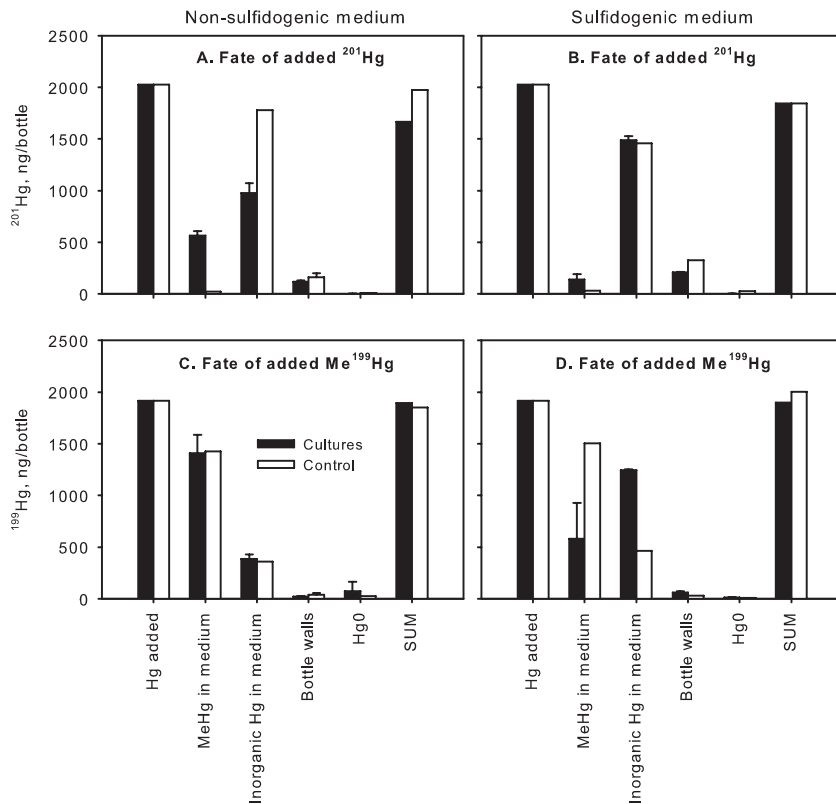 Non-sulfidogenic medium
Sulfidogenic medium
A. Fate of added ²⁰¹Hg
B. Fate of added ²⁰¹Hg
²⁰¹Hg, ng/bottle
2500
2000
1500
1000
500
0
C. Fate of added Me¹⁹⁹Hg
D. Fate of added Me¹⁹⁹Hg
Cultures
Control
¹⁹⁹Hg, ng/bottle
2500
2000
1500
1000
500
0
Hg added
MeHg in medium
Inorganic Hg in medium
Bottle walls
Hg0
SUM
Hg added
MeHg in medium
Inorganic Hg in medium
Bottle walls
Hg0
SUM